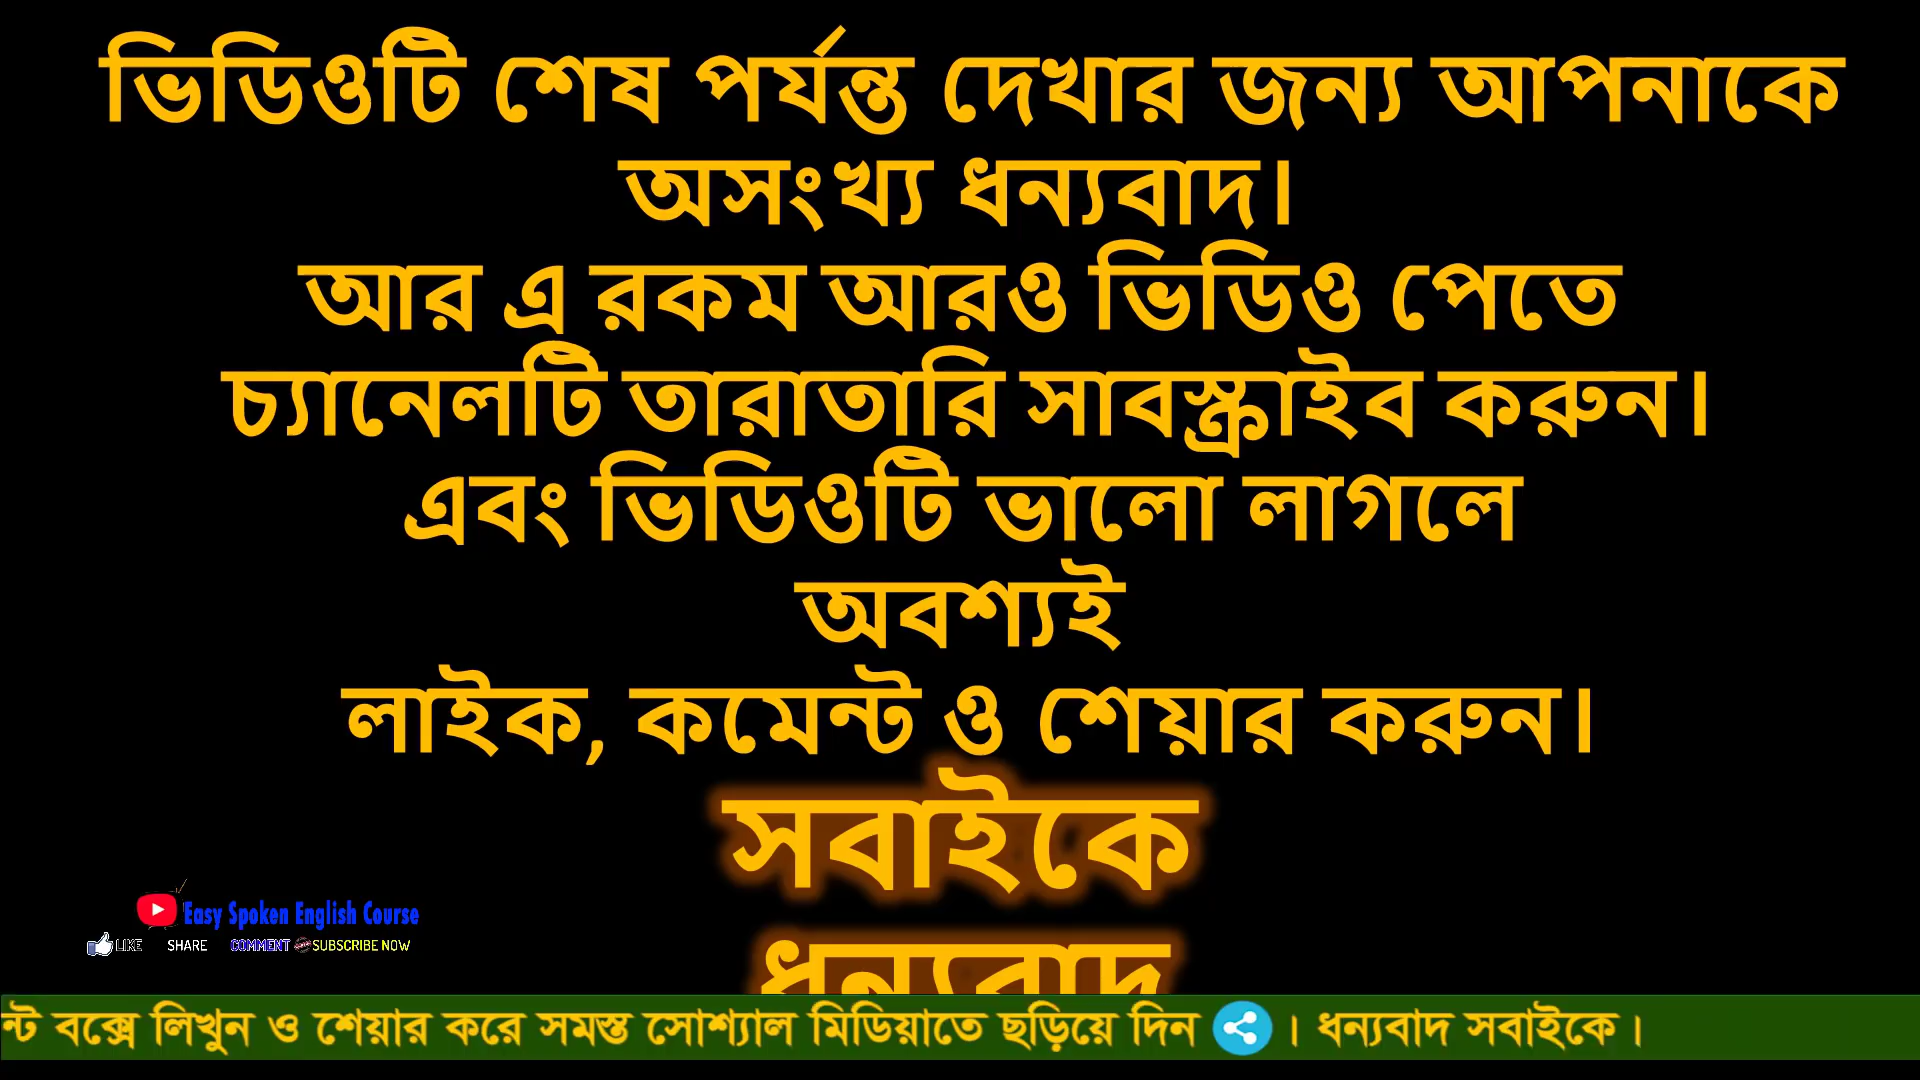 ভিডিওটি শেষ পর্যন্ত দেখার জন্য আপনাকে
অসংখ্য ধন্যবাদ।
আর এ রকম আরও ভিডিও পেতে
চ্যানেলটি তারাতারি সাবস্ক্রাইব করুন।
এবং ভিডিওটি ভালো লাগলে
অবশ্যই
লাইক, কমেন্ট ও শেয়ার করুন।
সবাইকে
ধন্যবাদ
Easy Spoken English Course
LIKE SHARE COMMENT SUBSCRIBE NOW
ন্ট বক্সে লিখুন ও শেয়ার করে সমস্ত সোশ্যাল মিডিয়াতে ছড়িয়ে দিন । ধন্যবাদ সবাইকে।